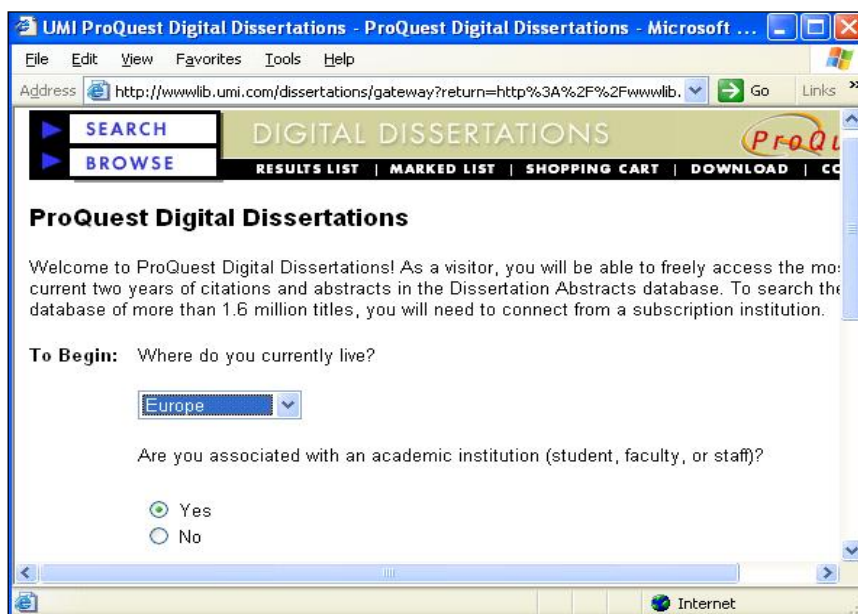 UMI ProQuest Digital Dissertations - ProQuest Digital Dissertations - Microsoft ...
File Edit View Favorites Tools Help
Address http://wwwlib.umi.com/dissertations/gateway?return=http%3A%2F%2Fwwwlib. Go Links »
SEARCH DIGITAL DISSERTATIONS ProQu
BROWSE RESULTS LIST | MARKED LIST | SHOPPING CART | DOWNLOAD | CO
ProQuest Digital Dissertations
Welcome to ProQuest Digital Dissertations! As a visitor, you will be able to freely access the mo
current two years of citations and abstracts in the Dissertation Abstracts database. To search the
database of more than 1.6 million titles, you will need to connect from a subscription institution.
To Begin: Where do you currently live?
Europe
Are you associated with an academic institution (student, faculty, or staff)?
Yes
No
Internet